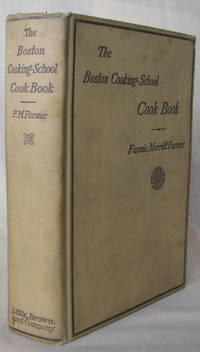 The
Boston
Cooking-School
Cook Book
F.M. Farmer
Little, Brown
and Company
The
Boston Cooking-School
Cook Book
Fannie Merritt Farmer